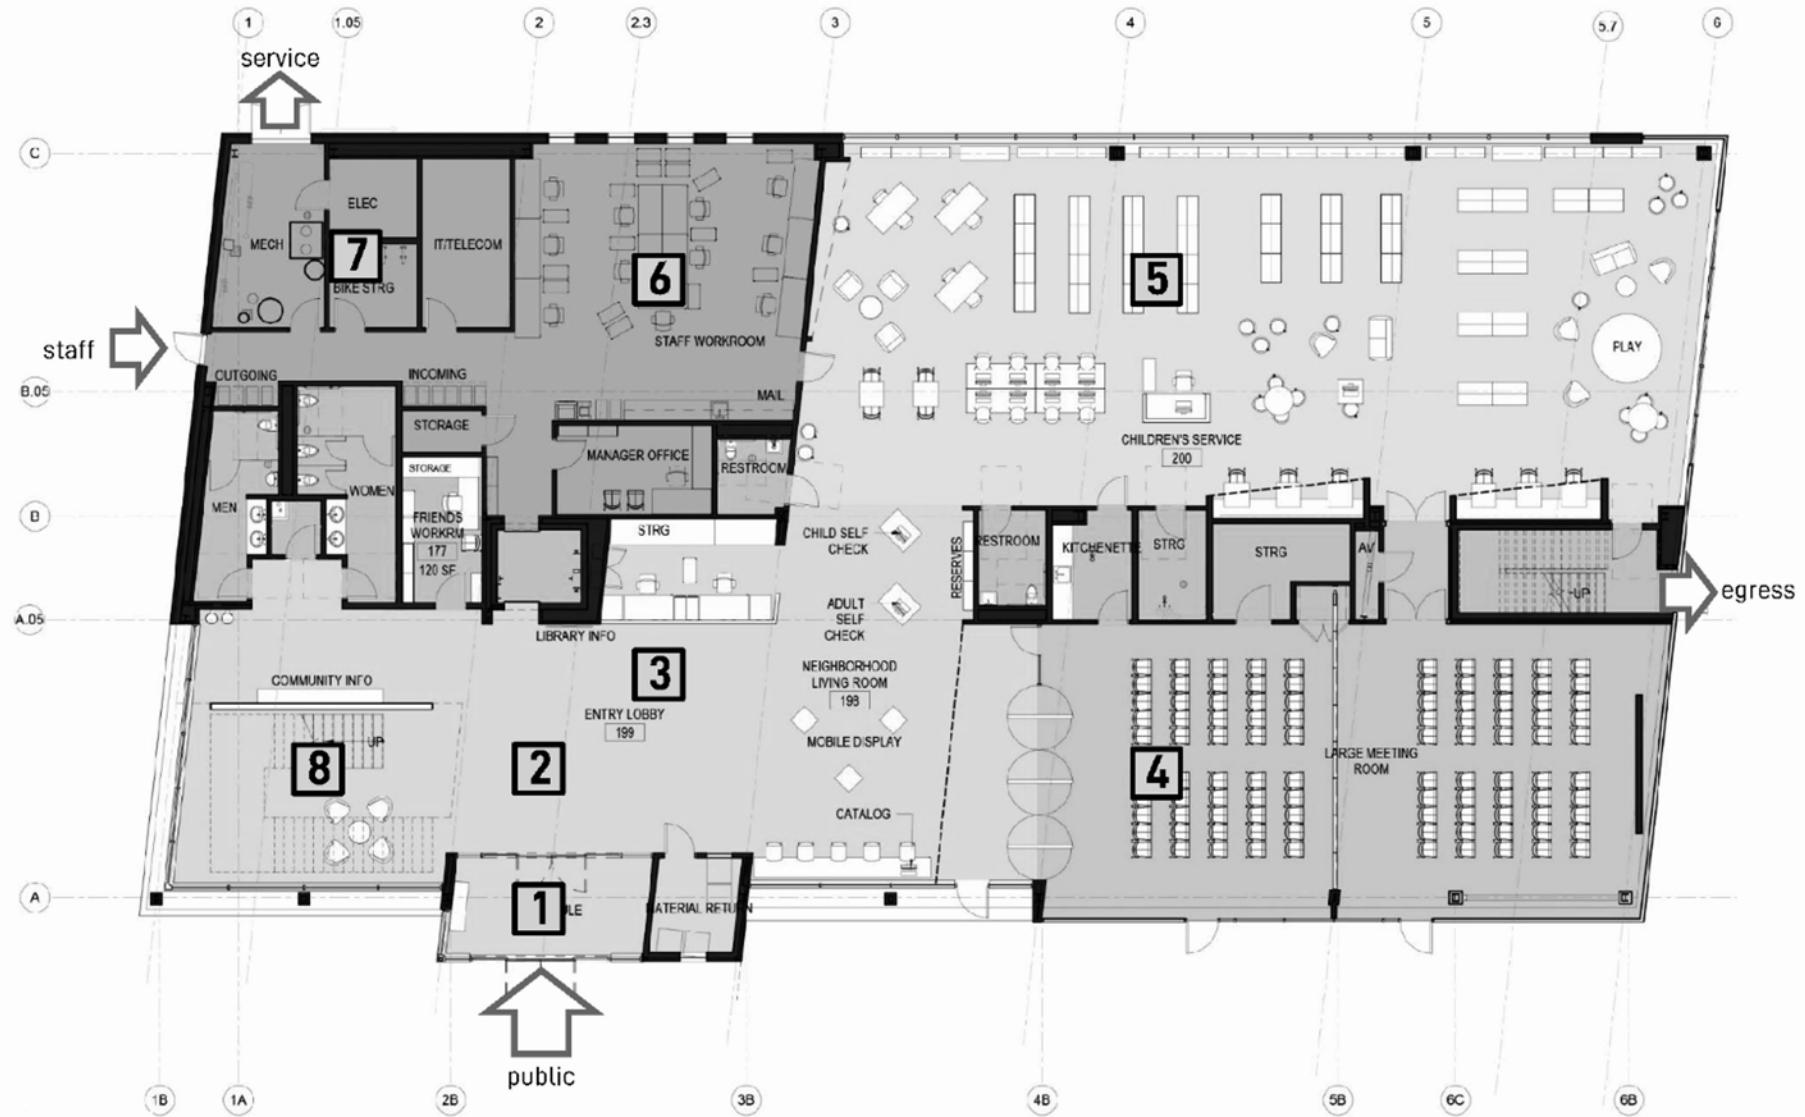 1
1.05
2
2.3
3
4
5
5.7
6
service
C
ELEC
MECH
7
IT/TELECOM
BIKE STRG
6
5
STAFF WORKROOM
PLAY
staff
OUTGOING
INCOMING
B.05
MAIL
STORAGE
CHILDREN'S SERVICE
200
MANAGER OFFICE
RESTROOM
STORAGE
WOMEN
MEN
B
FRIENDS
WORKRM
177
120 SF
STRG
CHILD SELF
CHECK
RESERVES
RESTROOM
KITCHENETTE
STRG
STRG
AV
UP
egress
A.05
ADULT
SELF
CHECK
LIBRARY INFO
3
NEIGHBORHOOD
LIVING ROOM
198
COMMUNITY INFO
ENTRY LOBBY
199
UP
MOBILE DISPLAY
8
2
4
LARGE MEETING
ROOM
CATALOG
A
1
MATERIAL RETURN
public
1B
1A
2B
3B
4B
5B
6C
6B